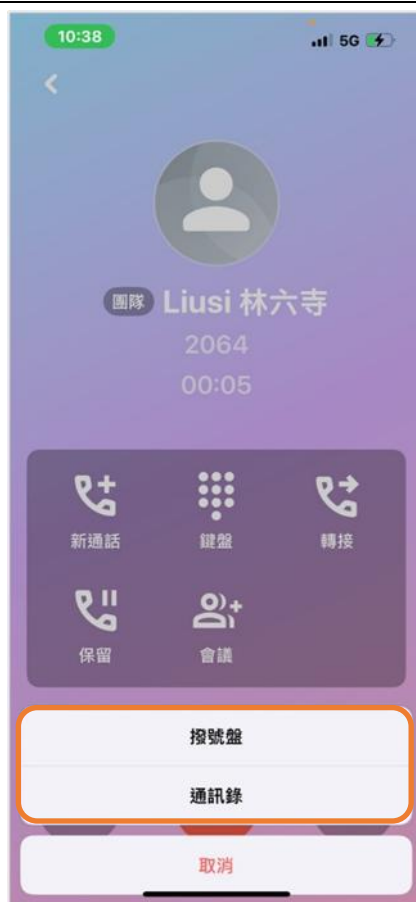 10:38
5G
團隊 Liusi 林六寺
2064
00:05
新通話 鍵盤 轉接
保留 會議
撥號盤
通訊錄
取消